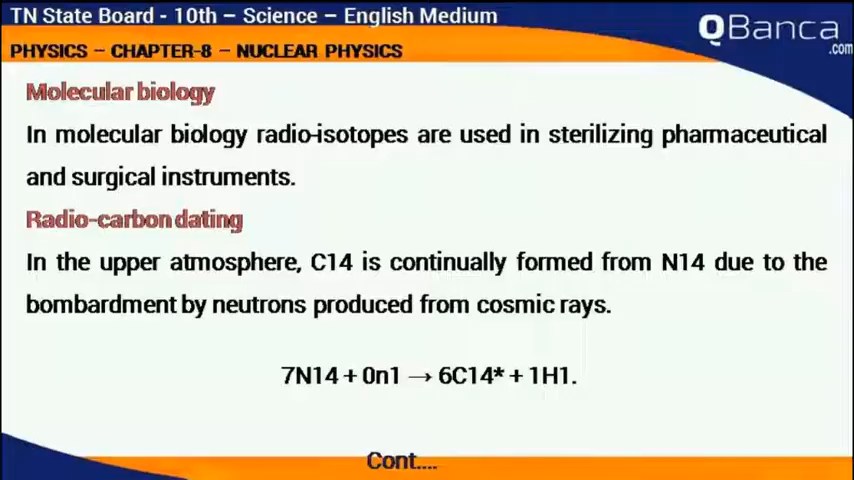 TN State Board - 10th – Science – English Medium
QBanca
.com
PHYSICS – CHAPTER-8 – NUCLEAR PHYSICS
Molecular biology
In molecular biology radio-isotopes are used in sterilizing pharmaceutical
and surgical instruments.
Radio-carbon dating
In the upper atmosphere, C14 is continually formed from N14 due to the
bombardment by neutrons produced from cosmic rays.
7N14 + 0n1 → 6C14* + 1H1.
Cont....